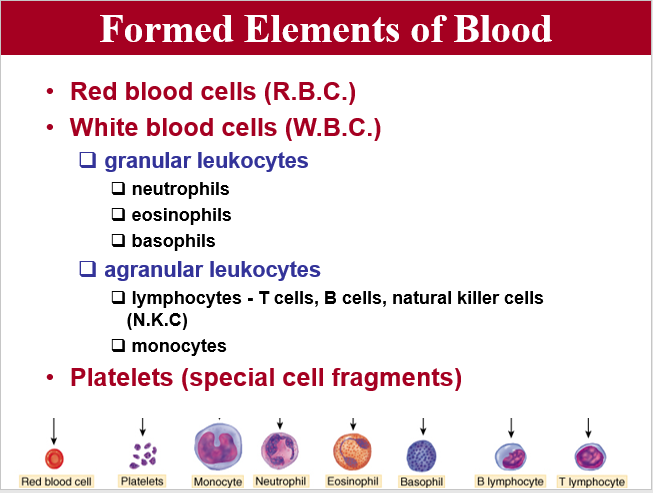 Formed Elements of Blood
• Red blood cells (R.B.C.)
• White blood cells (W.B.C.)
❑ granular leukocytes
❑ neutrophils
❑ eosinophils
❑ basophils
❑ agranular leukocytes
❑ lymphocytes - T cells, B cells, natural killer cells
(N.K.C)
❑ monocytes
• Platelets (special cell fragments)
Red blood cell Platelets Monocyte Neutrophil Eosinophil Basophil B lymphocyte T lymphocyte